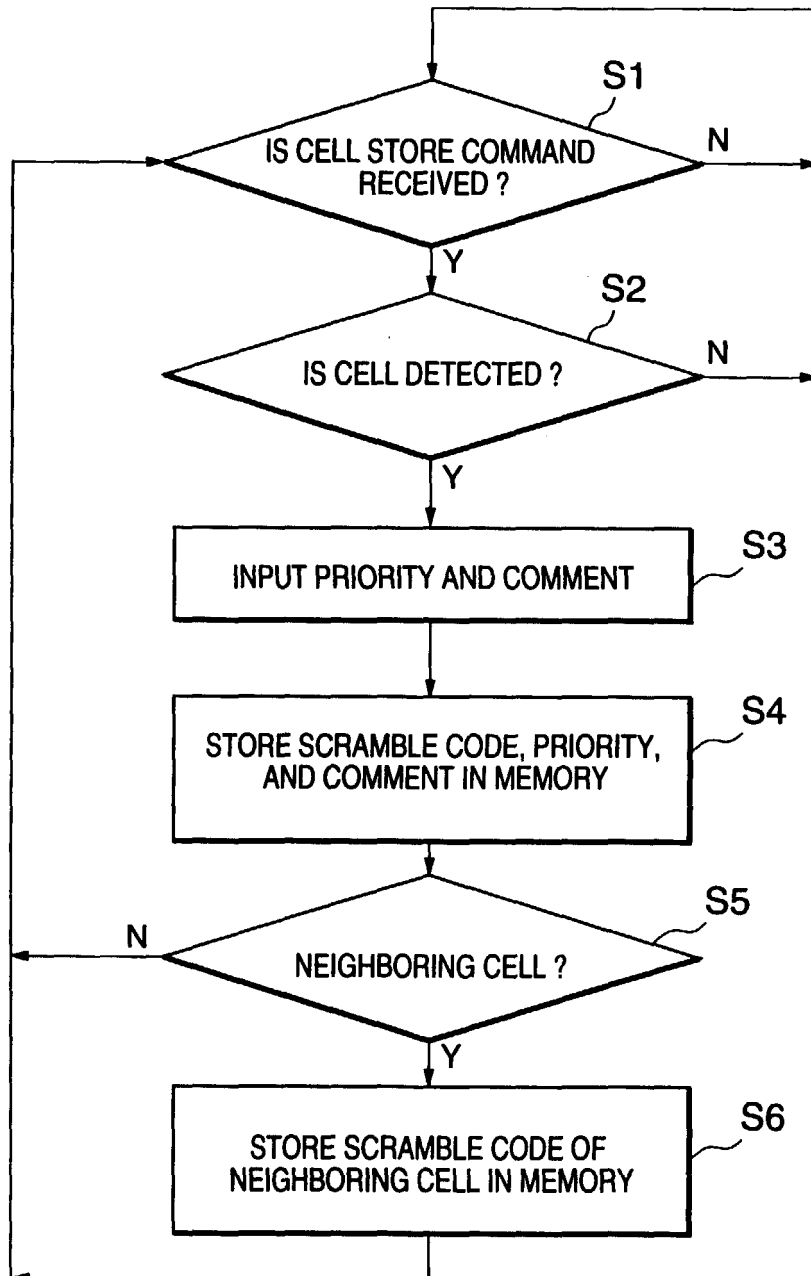 S1
IS CELL STORE COMMAND
RECEIVED ?
N
Y
S2
IS CELL DETECTED ?
N
Y
S3
INPUT PRIORITY AND COMMENT
S4
STORE SCRAMBLE CODE, PRIORITY,
AND COMMENT IN MEMORY
S5
N
NEIGHBORING CELL ?
Y
S6
STORE SCRAMBLE CODE OF
NEIGHBORING CELL IN MEMORY